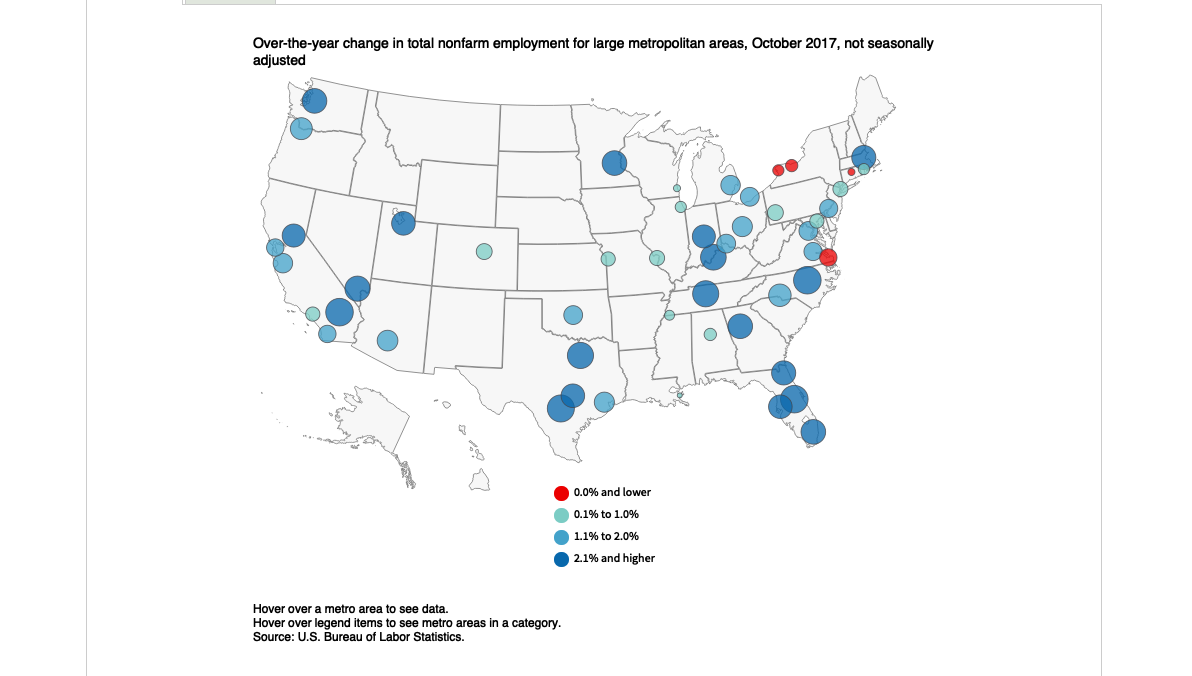 Over-the-year change in total nonfarm employment for large metropolitan areas, October 2017, not seasonally
adjusted
0.0% and lower
0.1% to 1.0%
1.1% to 2.0%
2.1% and higher
Hover over a metro area to see data.
Hover over legend items to see metro areas in a category.
Source: U.S. Bureau of Labor Statistics.